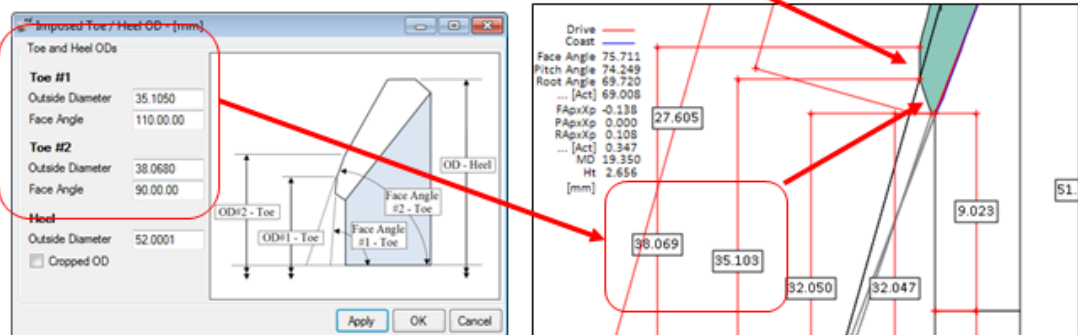 Imposed Toe / Heel OD - [mm]
Toe and Heel ODs
Toe #1
Outside Diameter 35.1050
Face Angle 110.00.00
Toe #2
Outside Diameter 38.0680
Face Angle 90.00.00
Heel
Outside Diameter 52.0001
Cropped OD
OD - Heel
Face Angle
#2 - Toe
OD#2 - Toe
Face Angle
#1 - Toe
OD#1 - Toe
Apply OK Cancel
Drive
Coast
Face Angle 75.711
Pitch Angle 74.249
Root Angle 69.720
... [Act] 69.008
FApxXp -0.138
PApxXp 0.000
RApxXp 0.108
... [Act] 0.347
MD 19.350
Ht 2.656
[mm]
27.605
38.069
35.103
32.050
32.047
9.023
51.